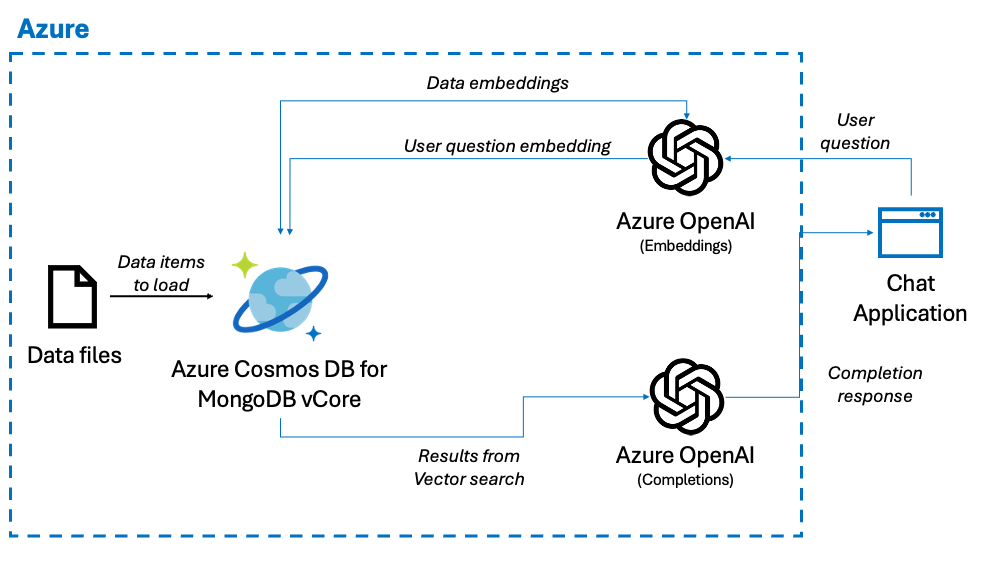 Azure
Data embeddings
User question embedding
User
question
Azure OpenAI
(Embeddings)
Data items
to load
Chat
Application
Data files
Azure Cosmos DB for
MongoDB vCore
Completion
response
Results from
Vector search
Azure OpenAI
(Completions)